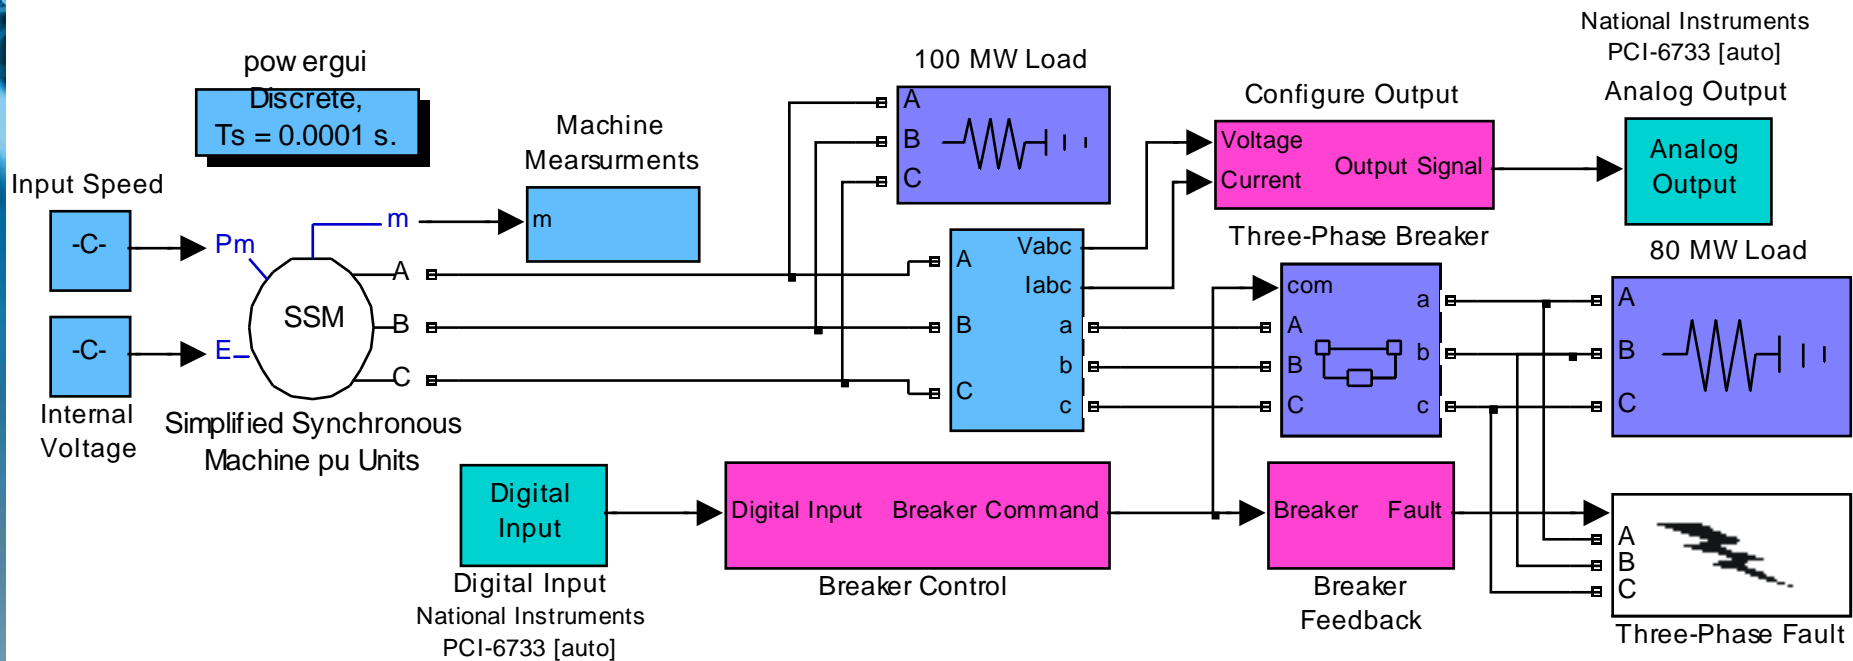 powergui
Discrete,
Ts = 0.0001 s.
Machine
Mearsurments
m
Input Speed
-C-
Pm
m
E
SSM
A
B
C
-C-
Internal
Voltage
Simplified Synchronous
Machine pu Units
100 MW Load
A
B
C
A
B
C
Vabc
Iabc
a
b
c
Configure Output
Voltage
Current
Output Signal
National Instruments
PCI-6733 [auto]
Analog Output
Analog
Output
Three-Phase Breaker
com
A
B
C
a
b
c
80 MW Load
A
B
C
Digital
Input
Digital Input
National Instruments
PCI-6733 [auto]
Digital Input Breaker Command
Breaker Control
Breaker Fault
Breaker
Feedback
A
B
C
Three-Phase Fault